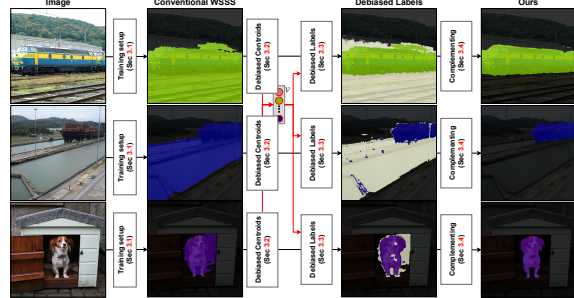 Image
Conventional WSSS
Debiased Labels
Ours
Training setup
(Sec 3.1)
Debiased Centroids
(Sec 3.2)
Debiased Labels
(Sec 3.3)
Complementing
(Sec 3.4)
𝒱
Training setup
(Sec 3.1)
Debiased Centroids
(Sec 3.2)
Debiased Labels
(Sec 3.3)
Complementing
(Sec 3.4)
Training setup
(Sec 3.1)
Debiased Centroids
(Sec 3.2)
Debiased Labels
(Sec 3.3)
Complementing
(Sec 3.4)